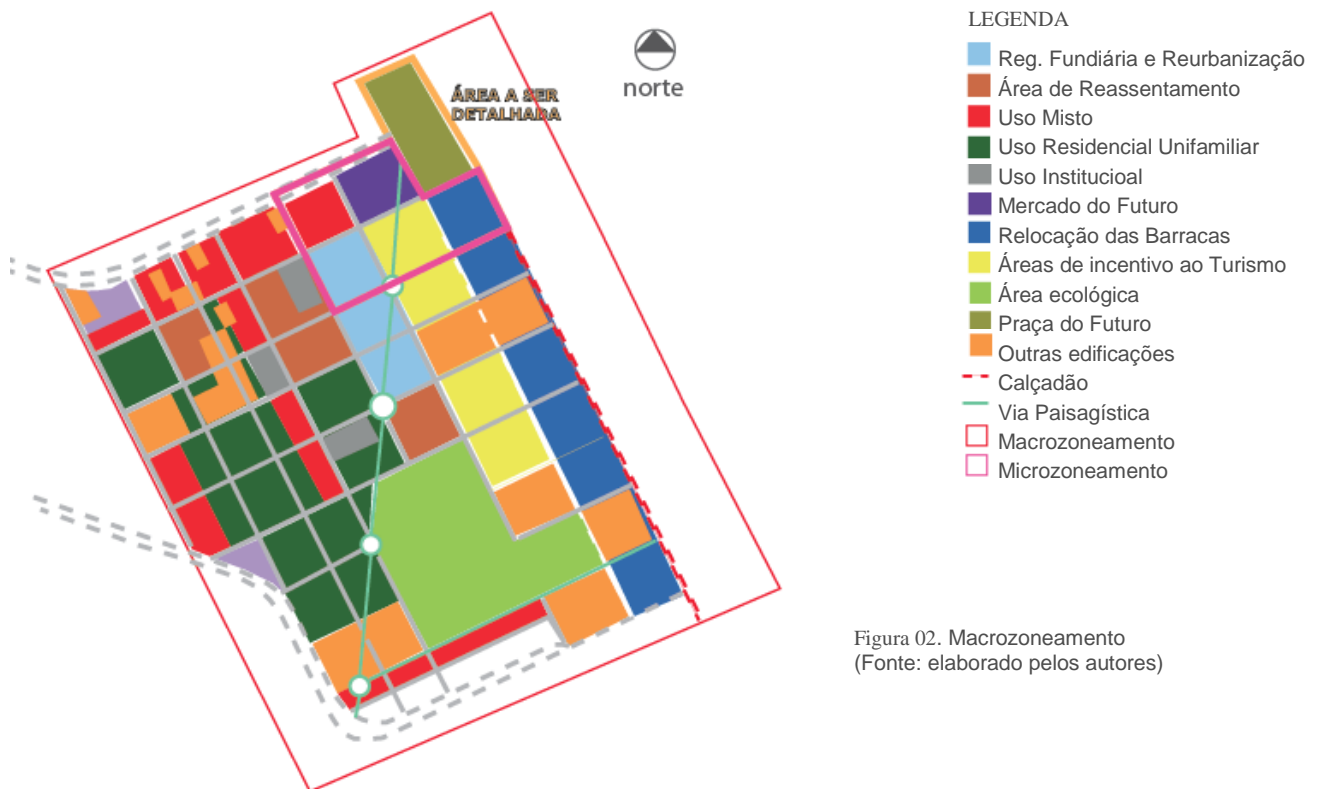 norte
ÁREA A SER
DETALHADA
LEGENDA
Reg. Fundiária e Reurbanização
Área de Reassentamento
Uso Misto
Uso Residencial Unifamiliar
Uso Institucioal
Mercado do Futuro
Relocação das Barracas
Áreas de incentivo ao Turismo
Área ecológica
Praça do Futuro
Outras edificações
Calçadão
Via Paisagística
Macrozoneamento
Microzoneamento
Figura 02. Macrozoneamento
(Fonte: elaborado pelos autores)